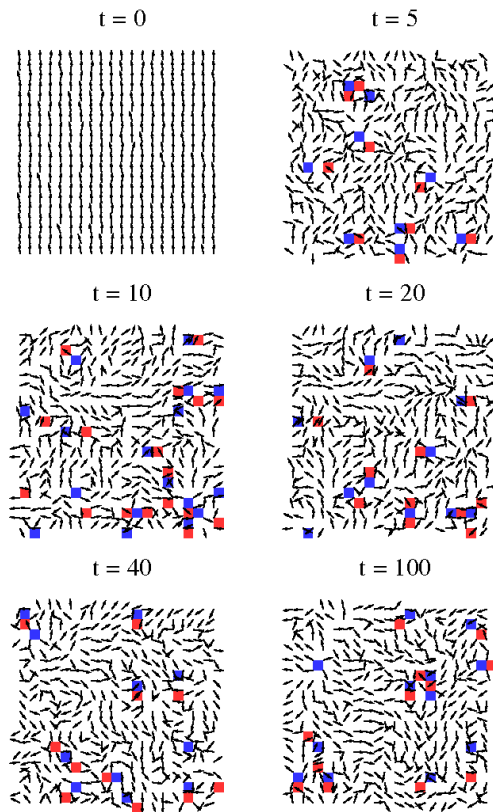 t = 0
t = 5
t = 10
t = 20
t = 40
t = 100